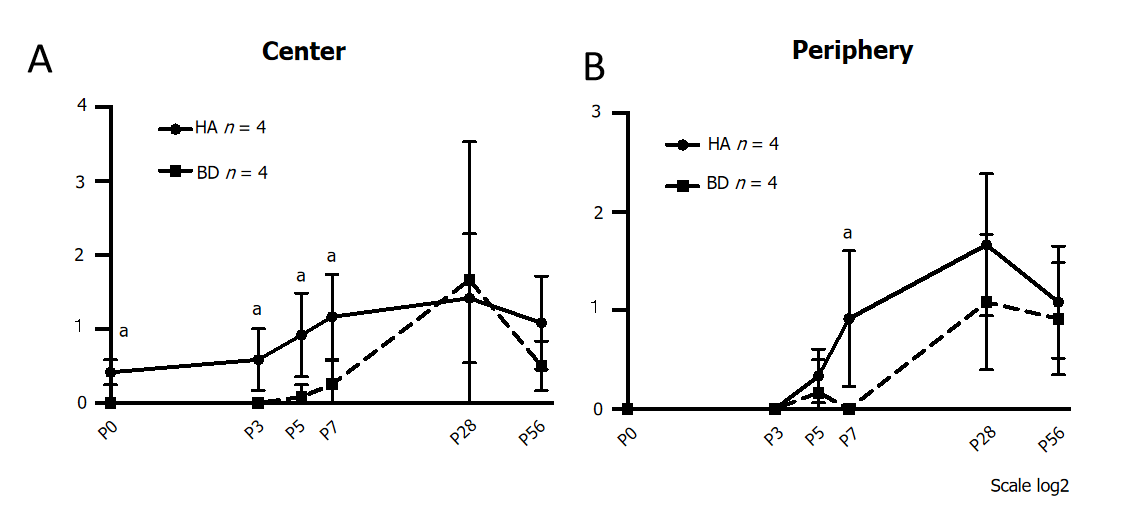 A
Center
4
3
2
1
0
HA n = 4
BD n = 4
a
a
a
a
P0
P3
P5
P7
P28
P56
B
Periphery
3
2
1
0
HA n = 4
BD n = 4
a
P0
P3
P5
P7
P28
P56
Scale log2